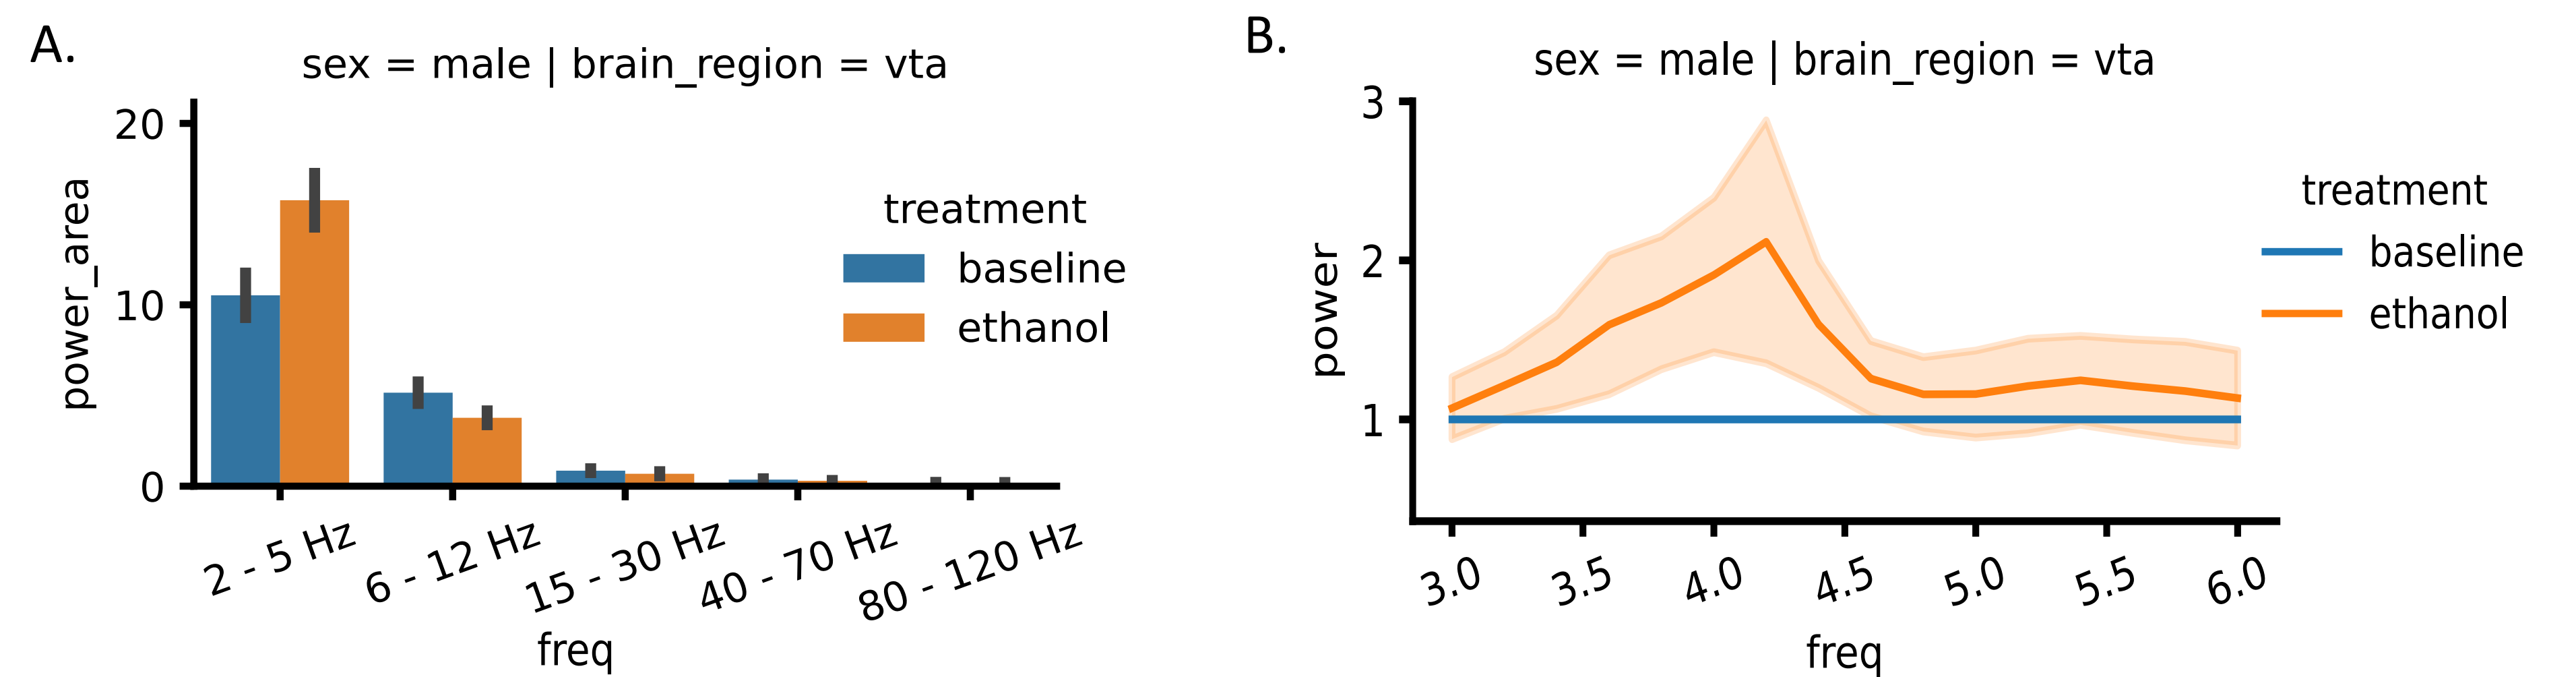 A.
sex = male | brain_region = vta
power_area
20
10
0
2 - 5 Hz
6 - 12 Hz
15 - 30 Hz
40 - 70 Hz
80 - 120 Hz
freq
treatment
baseline
ethanol
B.
sex = male | brain_region = vta
power
3
2
1
3.0
3.5
4.0
4.5
5.0
5.5
6.0
freq
treatment
baseline
ethanol